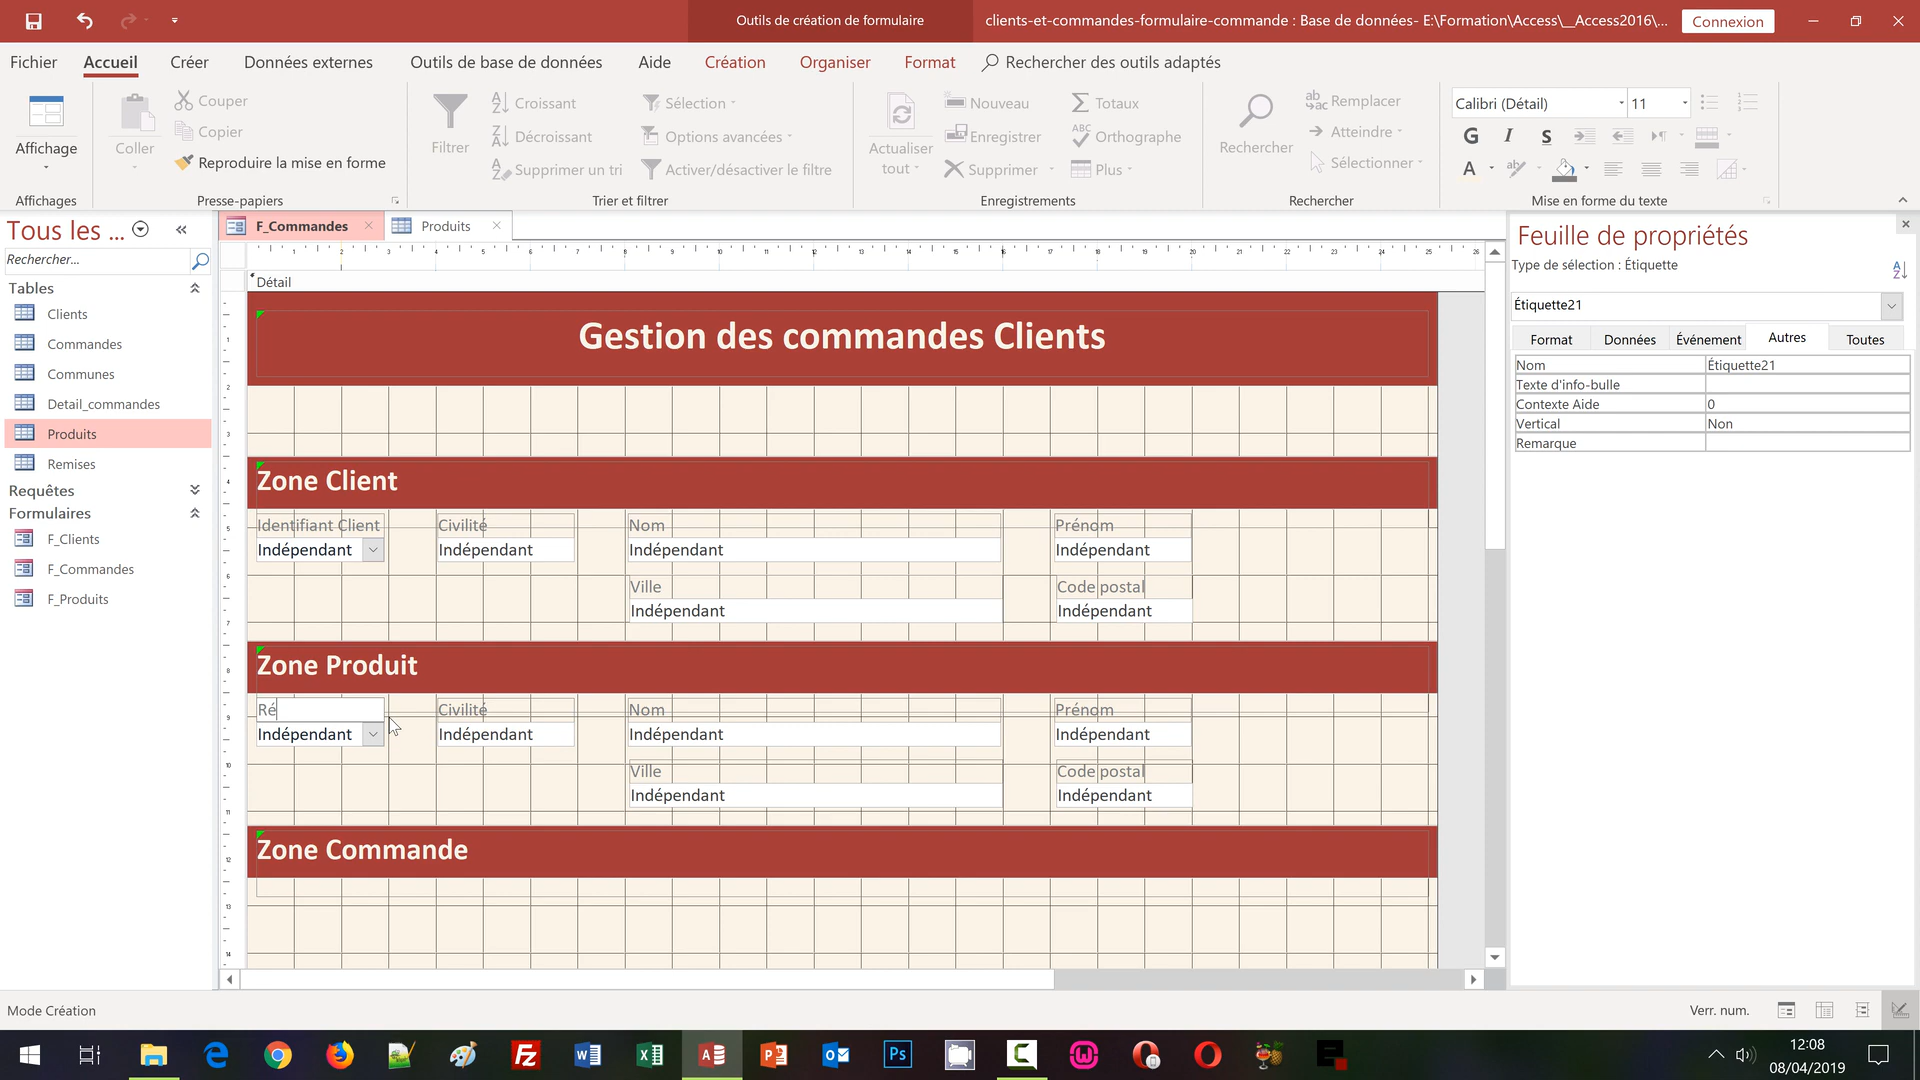 Outils de création de formulaire
clients-et-commandes-formulaire-commande : Base de données- E:\Formation\Access\__Access2016\...
Connexion
Fichier Accueil Créer Données externes Outils de base de données Aide Création Organiser Format Rechercher des outils adaptés
Affichage
Affichages
Coller
Couper
Copier
Reproduire la mise en forme
Presse-papiers
Filtrer
Croissant
Décroissant
Supprimer un tri
Sélection
Options avancées
Activer/désactiver le filtre
Trier et filtrer
Actualiser
tout
Nouveau
Enregistrer
Supprimer
Totaux
Orthographe
Plus
Enregistrements
Rechercher
Remplacer
Atteindre
Sélectionner
Rechercher
Calibri (Détail) 11
G I S
Mise en forme du texte
Tous les ...
Rechercher...
Tables
Clients
Commandes
Communes
Detail_commandes
Produits
Remises
Requêtes
Formulaires
F_Clients
F_Commandes
F_Produits
F_Commandes Produits
Détail
Gestion des commandes Clients
Zone Client
Identifiant Client Civilité Nom Prénom
Indépendant Indépendant Indépendant Indépendant
Ville Code postal
Indépendant Indépendant
Zone Produit
Ré Civilité Nom Prénom
Indépendant Indépendant Indépendant Indépendant
Ville Code postal
Indépendant Indépendant
Zone Commande
Feuille de propriétés
Type de sélection : Étiquette
Étiquette21
Format Données Événement Autres Toutes
Nom Étiquette21
Texte d'info-bulle
Contexte Aide 0
Vertical Non
Remarque
Mode Création
Verr. num.
12:08
08/04/2019